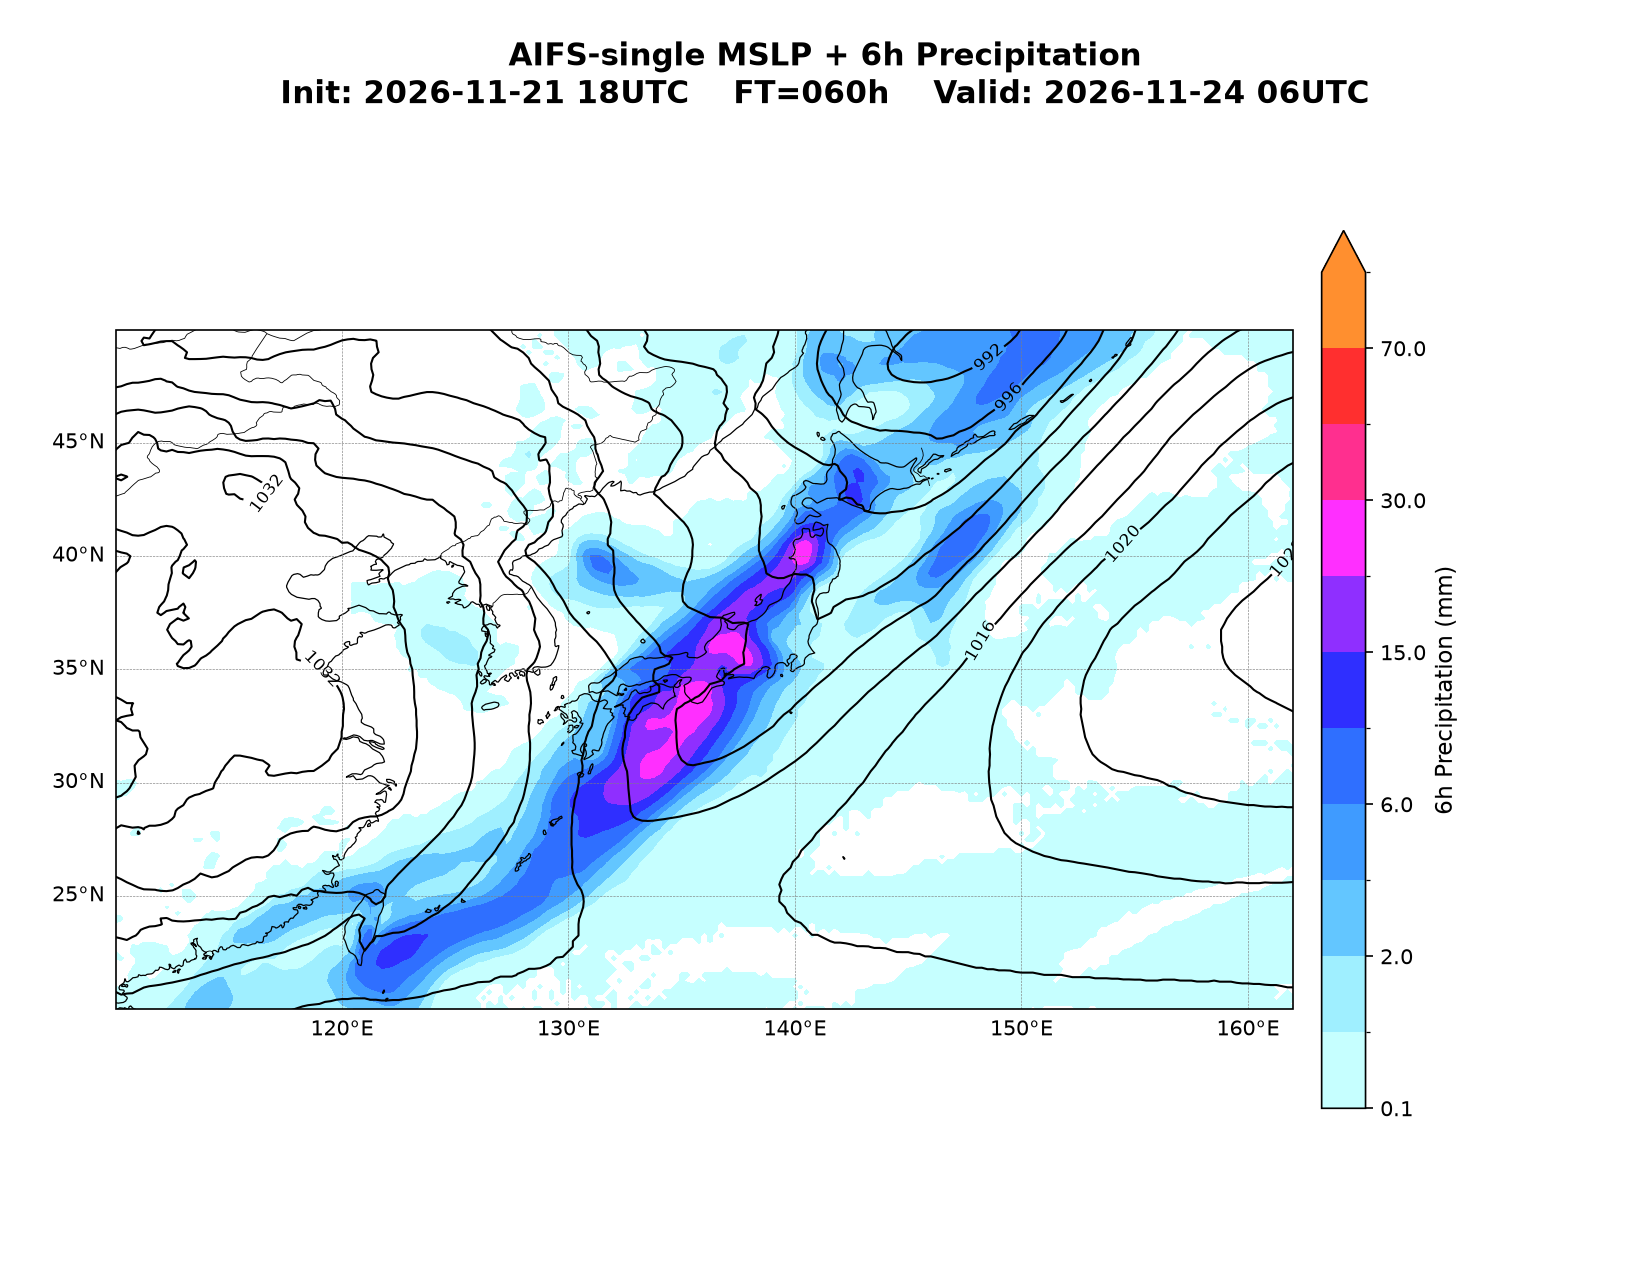 AIFS-single MSLP + 6h Precipitation
Init: 2026-11-21 18UTC    FT=060h    Valid: 2026-11-24 06UTC
992
996
1032
1020
1016
1032
45°N
40°N
35°N
30°N
25°N
120°E
130°E
140°E
150°E
160°E
70.0
30.0
15.0
6.0
2.0
0.1
6h Precipitation (mm)